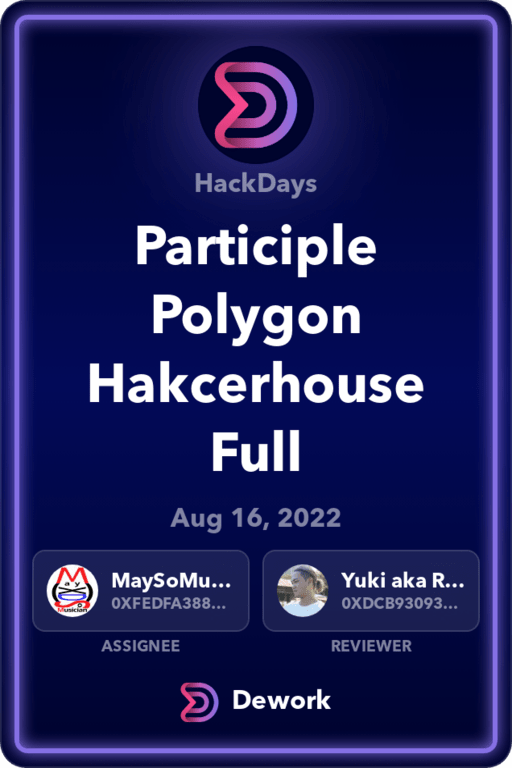 HackDays
Participle
Polygon
Hakcerhouse
Full
Aug 16, 2022
MaySoMu...
0XFEDFA388...
Yuki aka R...
0XDCB93093...
ASSIGNEE
REVIEWER
Dework